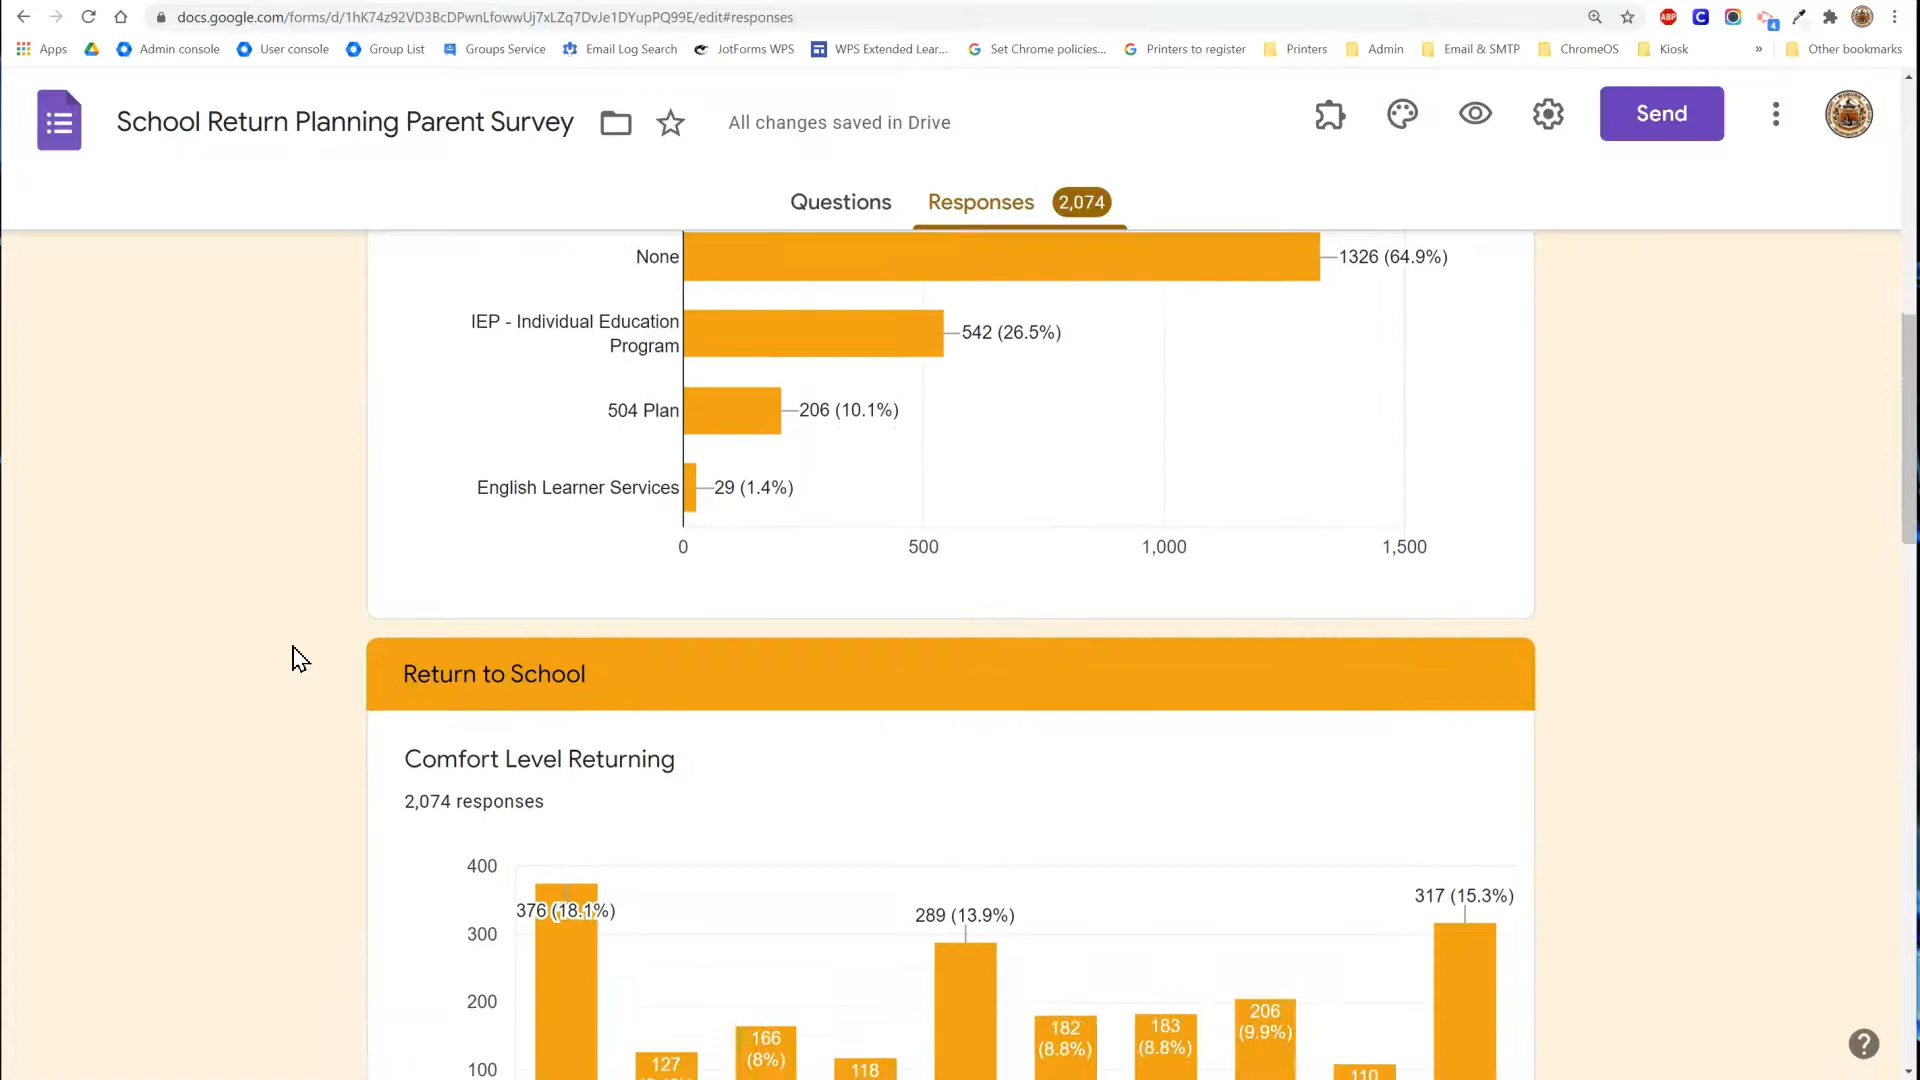 docs.google.com/forms/d/1hK74z92VD3BcDPwnLfowwUj7xLZq7DvJe1DYupPQ99E/edit#responses
ABP
C
4
Apps
Admin console
User console
Group List
Groups Service
Email Log Search
JotForms WPS
WPS Extended Lear...
Set Chrome policies...
Printers to register
Printers
Admin
Email & SMTP
ChromeOS
Kiosk
»
Other bookmarks
School Return Planning Parent Survey
All changes saved in Drive
Send
Questions
Responses
2,074
None
1326 (64.9%)
IEP - Individual Education
Program
542 (26.5%)
504 Plan
206 (10.1%)
English Learner Services
29 (1.4%)
0
500
1,000
1,500
Return to School
Comfort Level Returning
2,074 responses
400
300
200
100
376 (18.1%)
127
166
(8%)
118
289 (13.9%)
182
(8.8%)
183
(8.8%)
206
(9.9%)
110
317 (15.3%)
?